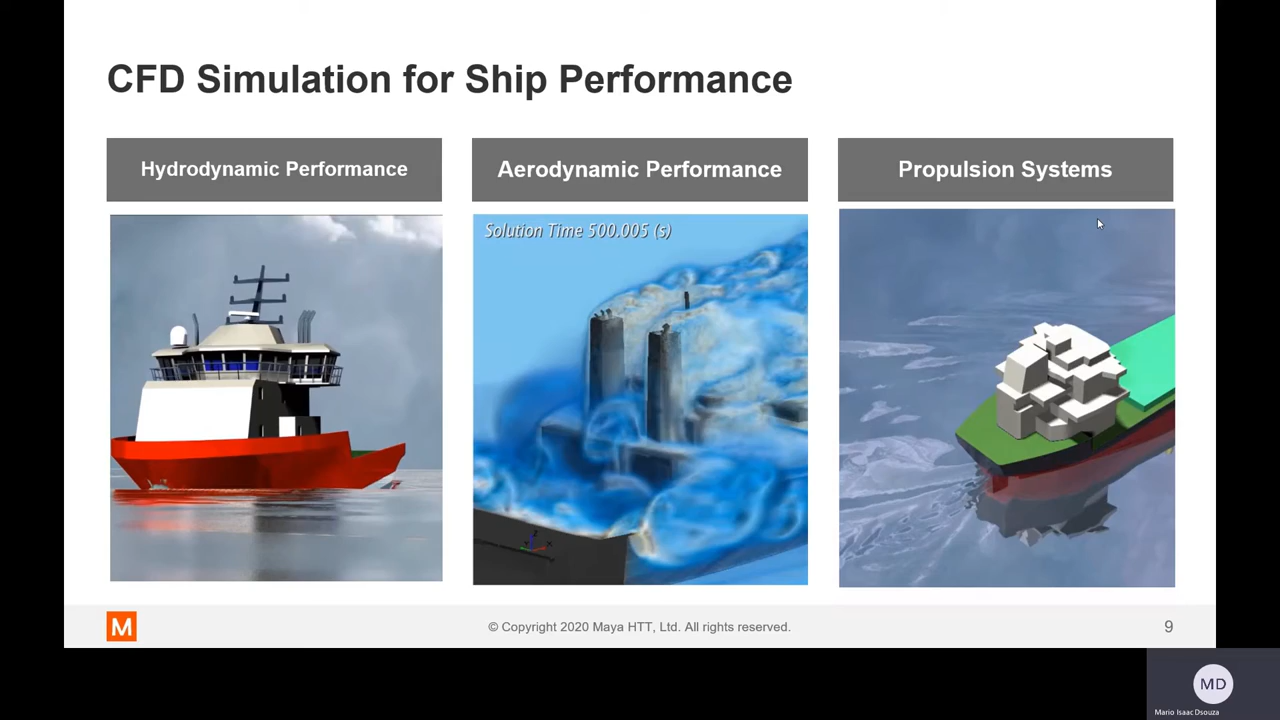 CFD Simulation for Ship Performance
Hydrodynamic Performance
Aerodynamic Performance
Propulsion Systems
Solution Time 500.005 (s)
M
© Copyright 2020 Maya HTT, Ltd. All rights reserved.
9
MD
Mario Isaac Dsouza